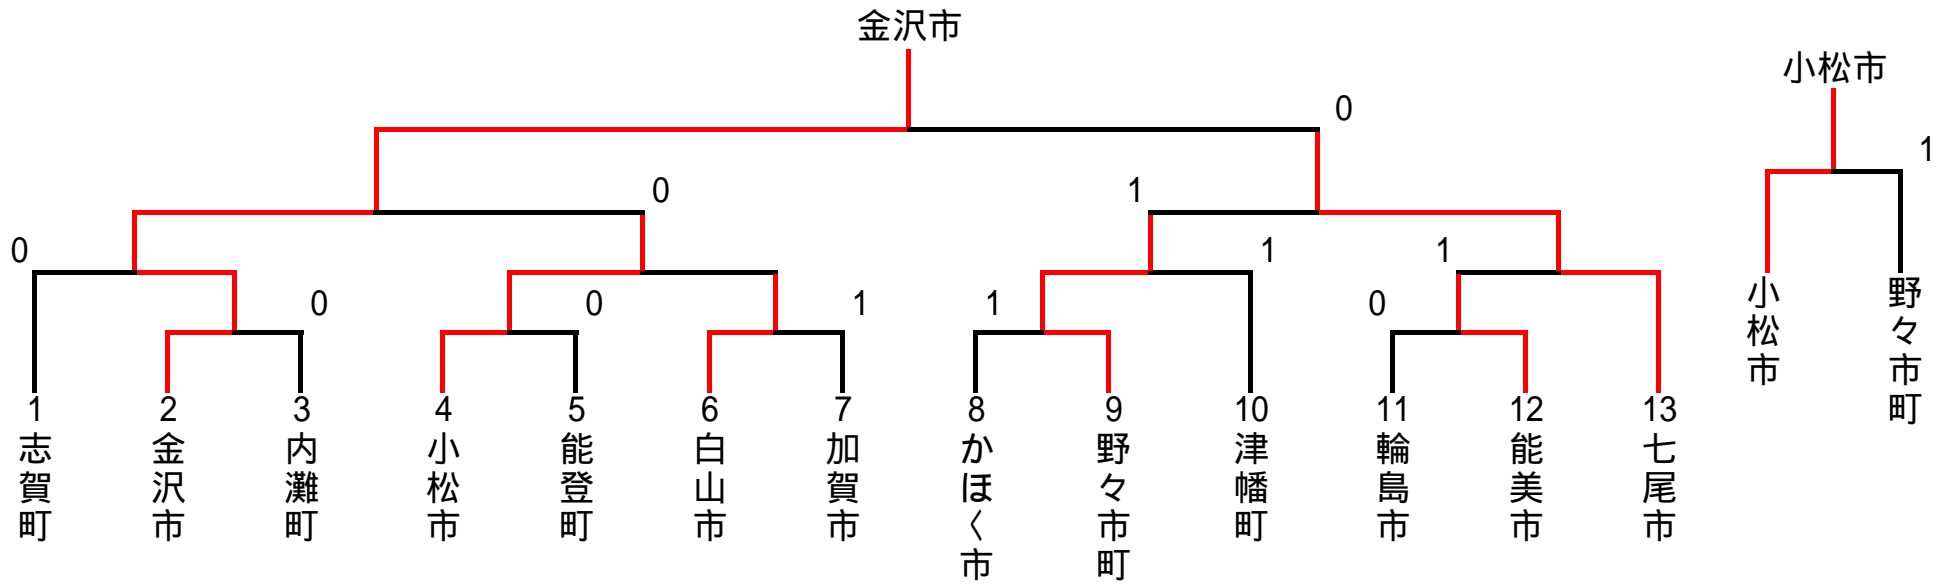 金沢市
小松市
0
1
0
1
0
1
1
0
0
1
1
0
1
2
3
4
5
6
7
8
9
10
11
12
13
志賀町
金沢市
内灘町
小松市
能登町
白山市
加賀市
かほく市
野々市町
津幡町
輪島市
能美市
七尾市
小松市
野々市町